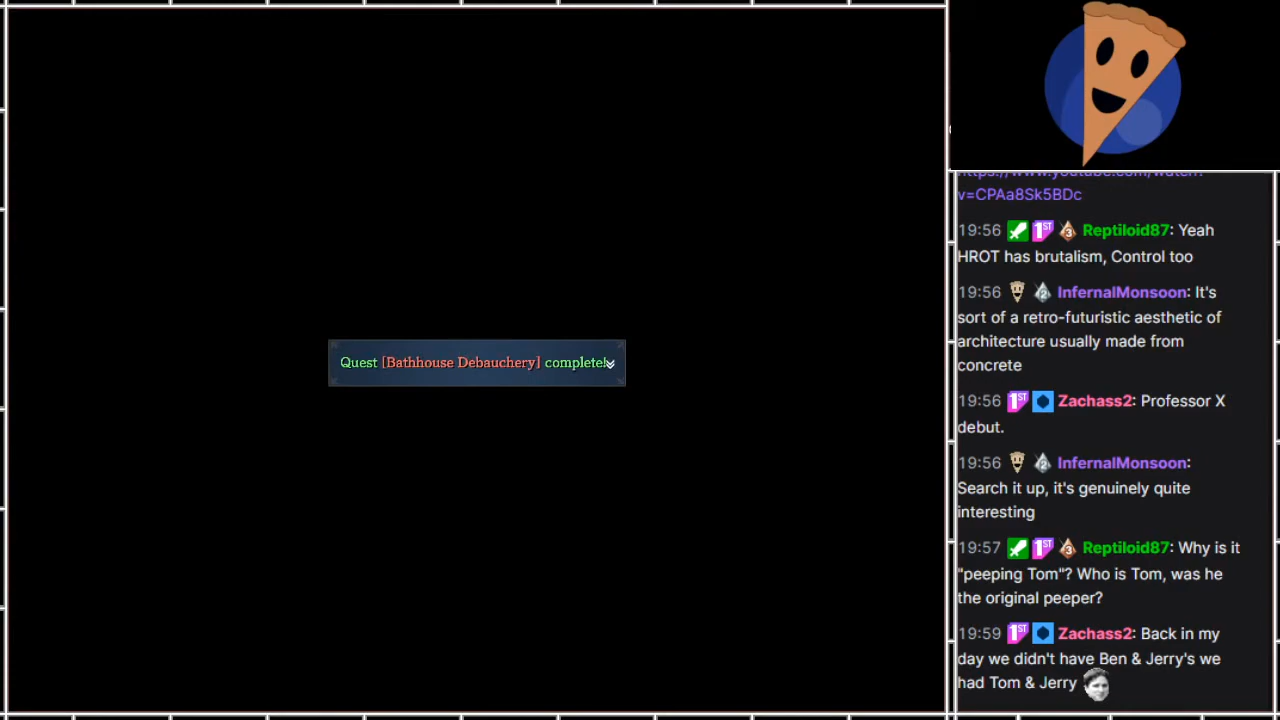 Quest [Bathhouse Debauchery] complete!
v=CPAa8Sk5BDc
19:56 Reptiloid87: Yeah
HROT has brutalism, Control too
19:56 InfernalMonsoon: It's
sort of a retro-futuristic aesthetic of
architecture usually made from
concrete
19:56 Zachass2: Professor X
debut.
19:56 InfernalMonsoon:
Search it up, it's genuinely quite
interesting
19:57 Reptiloid87: Why is it
"peeping Tom"? Who is Tom, was he
the original peeper?
19:59 Zachass2: Back in my
day we didn't have Ben & Jerry's we
had Tom & Jerry